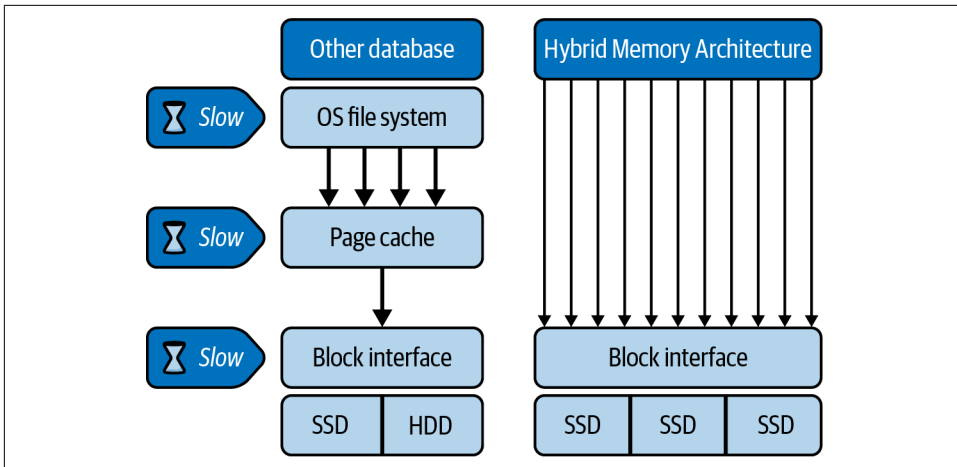 Other database
Hybrid Memory Architecture
Slow
OS file system
Slow
Page cache
Slow
Block interface
Block interface
SSD
HDD
SSD
SSD
SSD